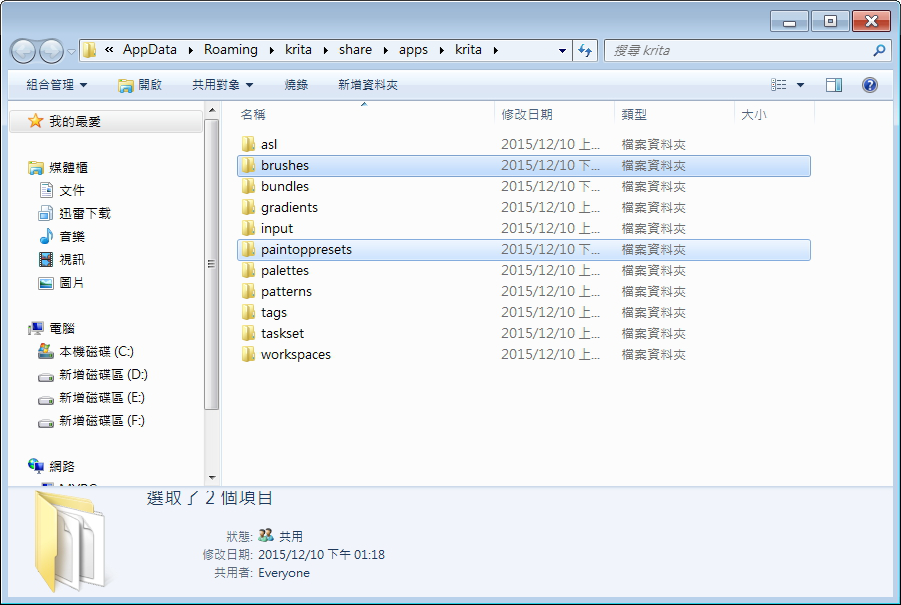 « AppData ▸ Roaming ▸ krita ▸ share ▸ apps ▸ krita ▸
搜尋 krita
組合管理 開啟 共用對象 燒錄 新增資料夾
名稱 修改日期 類型 大小
我的最愛
媒體櫃
文件
迅雷下載
音樂
視訊
圖片
電腦
本機磁碟 (C:)
新增磁碟區 (D:)
新增磁碟區 (E:)
新增磁碟區 (F:)
網路
asl 2015/12/10 上... 檔案資料夾
brushes 2015/12/10 下... 檔案資料夾
bundles 2015/12/10 上... 檔案資料夾
gradients 2015/12/10 上... 檔案資料夾
input 2015/12/10 上... 檔案資料夾
paintoppresets 2015/12/10 下... 檔案資料夾
palettes 2015/12/10 上... 檔案資料夾
patterns 2015/12/10 上... 檔案資料夾
tags 2015/12/10 上... 檔案資料夾
taskset 2015/12/10 上... 檔案資料夾
workspaces 2015/12/10 上... 檔案資料夾
選取了 2 個項目
狀態: 共用
修改日期: 2015/12/10 下午 01:18
共用者: Everyone